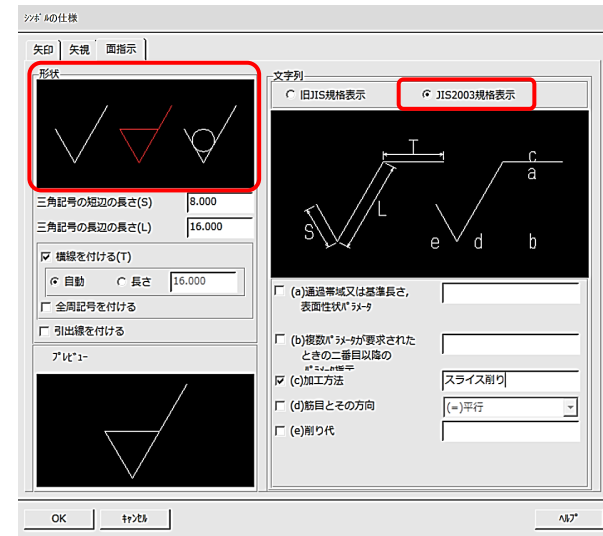 ｼﾝﾎﾞﾙの仕様
矢印 矢視 面指示
形状
三角記号の短辺の長さ(S) 8.000
三角記号の長辺の長さ(L) 16.000
横線を付ける(T)
自動 長さ 16.000
全周記号を付ける
引出線を付ける
ﾌﾟﾚﾋﾞｭｰ
文字列
旧JIS規格表示 JIS2003規格表示
T
S L
c
a
e d b
(a)通過帯域又は基準長さ,
表面性状ﾊﾟﾗﾒｰﾀ
(b)複数ﾊﾟﾗﾒｰﾀが要求された
ときの二番目以降の
ﾊﾟﾗﾒｰﾀ指示
(c)加工方法 スライス削り
(d)筋目とその方向 (=)平行
(e)削り代
OK ｷｬﾝｾﾙ ﾍﾙﾌﾟ